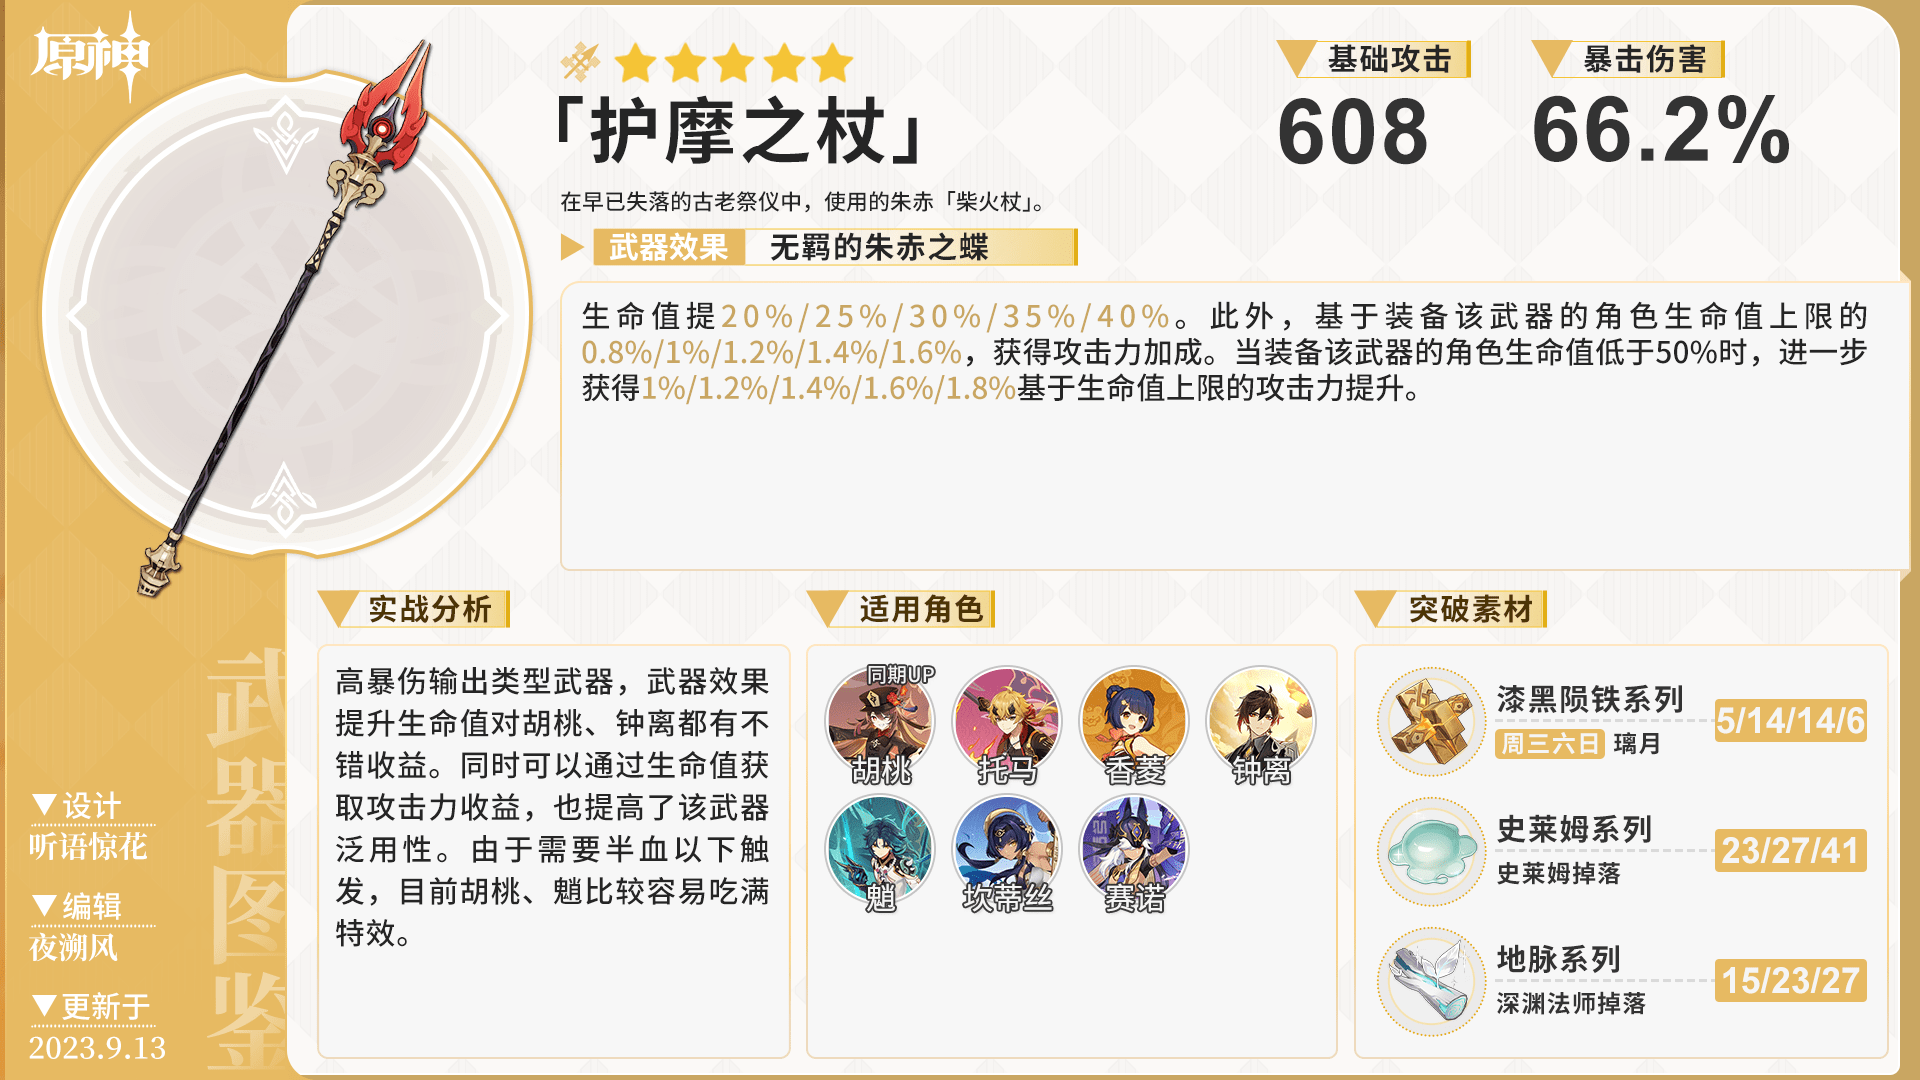 原神
「护摩之杖」
在早已失落的古老祭仪中，使用的朱赤「柴火杖」。
基础攻击
608
暴击伤害
66.2%
武器效果 无羁的朱赤之蝶
生命值提20%/25%/30%/35%/40%。此外，基于装备该武器的角色生命值上限的
0.8%/1%/1.2%/1.4%/1.6%，获得攻击力加成。当装备该武器的角色生命值低于50%时，进一步
获得1%/1.2%/1.4%/1.6%/1.8%基于生命值上限的攻击力提升。
实战分析
高暴伤输出类型武器，武器效果
提升生命值对胡桃、钟离都有不
错收益。同时可以通过生命值获
取攻击力收益，也提高了该武器
泛用性。由于需要半血以下触
发，目前胡桃、魈比较容易吃满
特效。
适用角色
同期UP
胡桃 托马 香菱 钟离
魈 坎蒂丝 赛诺
突破素材
漆黑陨铁系列
周三六日 璃月
5/14/14/6
史莱姆系列
史莱姆掉落
23/27/41
地脉系列
深渊法师掉落
15/23/27
武器图鉴
▼设计
听语惊花
▼编辑
夜溯风
▼更新于
2023.9.13